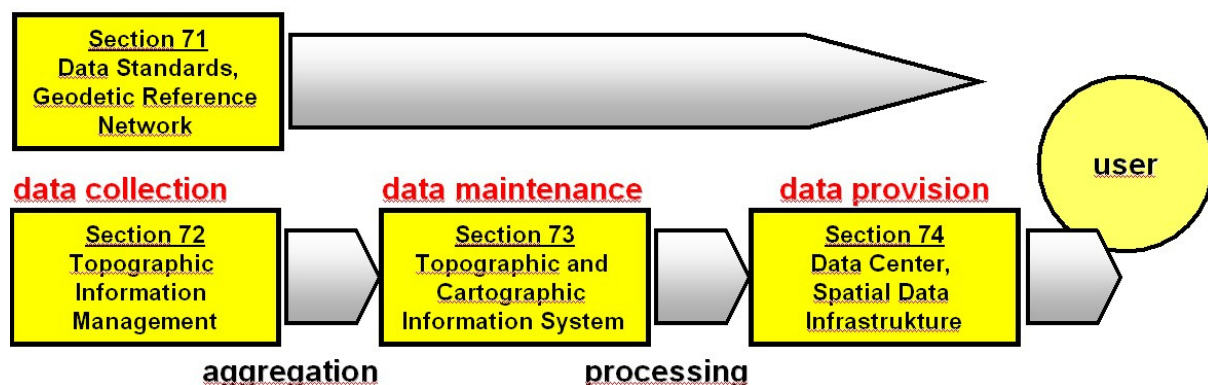 Section 71
Data Standards,
Geodetic Reference
Network
user
data collection
data maintenance
data provision
Section 72
Topographic
Information
Management
Section 73
Topographic and
Cartographic
Information System
Section 74
Data Center,
Spatial Data
Infrastrukture
aggregation
processing